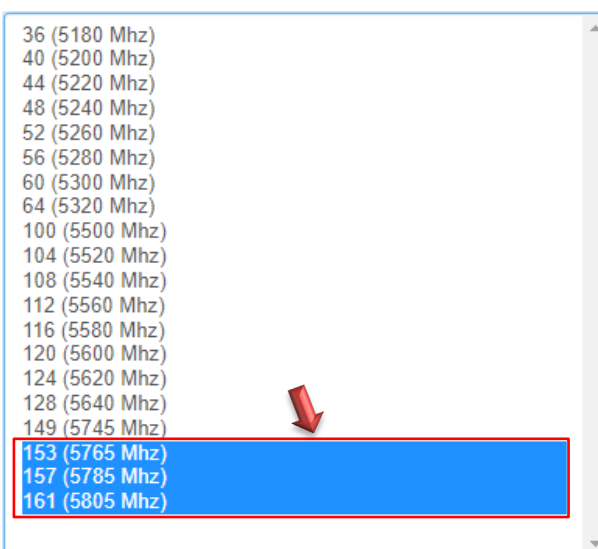 36 (5180 Mhz)
40 (5200 Mhz)
44 (5220 Mhz)
48 (5240 Mhz)
52 (5260 Mhz)
56 (5280 Mhz)
60 (5300 Mhz)
64 (5320 Mhz)
100 (5500 Mhz)
104 (5520 Mhz)
108 (5540 Mhz)
112 (5560 Mhz)
116 (5580 Mhz)
120 (5600 Mhz)
124 (5620 Mhz)
128 (5640 Mhz)
149 (5745 Mhz)
153 (5765 Mhz)
157 (5785 Mhz)
161 (5805 Mhz)